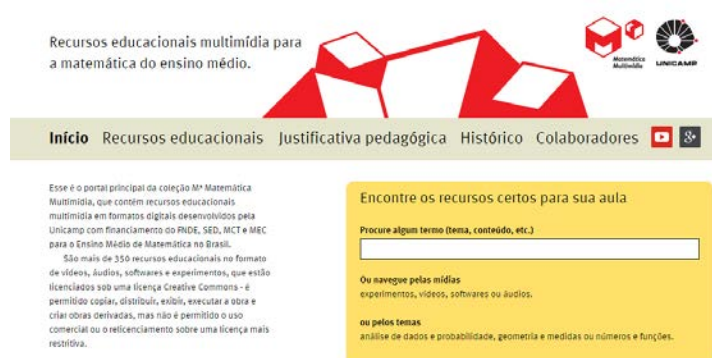 Recursos educacionais multimídia para
a matemática do ensino médio.
Matemática
Multimídia
UNICAMP
Início Recursos educacionais Justificativa pedagógica Histórico Colaboradores
Esse é o portal principal da coleção M³ Matemática
Multimídia, que contém recursos educacionais
multimídia em formatos digitais desenvolvidos pela
Unicamp com financiamento do FNDE, SED, MCT e MEC
para o Ensino Médio de Matemática no Brasil.
São mais de 350 recursos educacionais no formato
de vídeos, áudios, softwares e experimentos, que estão
licenciados sob uma licença Creative Commons - é
permitido copiar, distribuir, exibir, executar a obra e
criar obras derivadas, mas não é permitido o uso
comercial ou o relicenciamento sobre uma licença mais
restritiva.
Encontre os recursos certos para sua aula
Procure algum termo (tema, conteúdo, etc.)
Ou navegue pelas mídias
experimentos, vídeos, softwares ou áudios.
ou pelos temas
análise de dados e probabilidade, geometria e medidas ou números e funções.